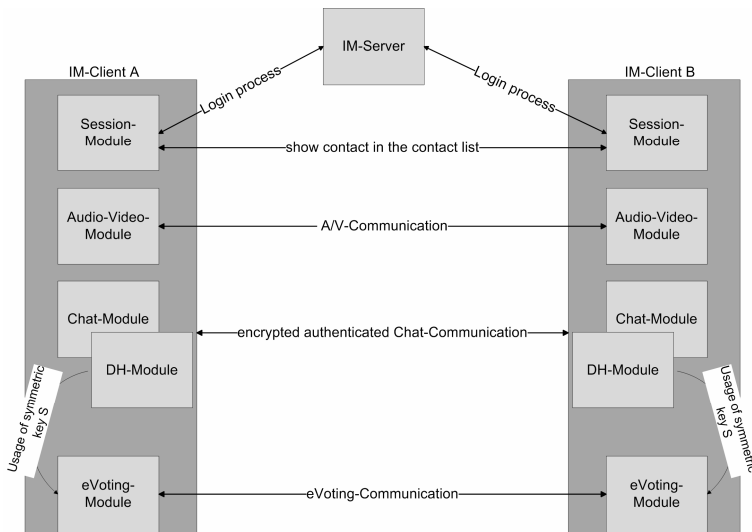 IM-Server
IM-Client A
IM-Client B
Login process
Login process
Session-
Module
Session-
Module
show contact in the contact list
Audio-Video-
Module
A/V-Communication
Audio-Video-
Module
Chat-Module
Chat-Module
encrypted authenticated Chat-Communication
DH-Module
DH-Module
Usage of symmetric
key S
Usage of symmetric
key S
eVoting-
Module
eVoting-Communication
eVoting-
Module